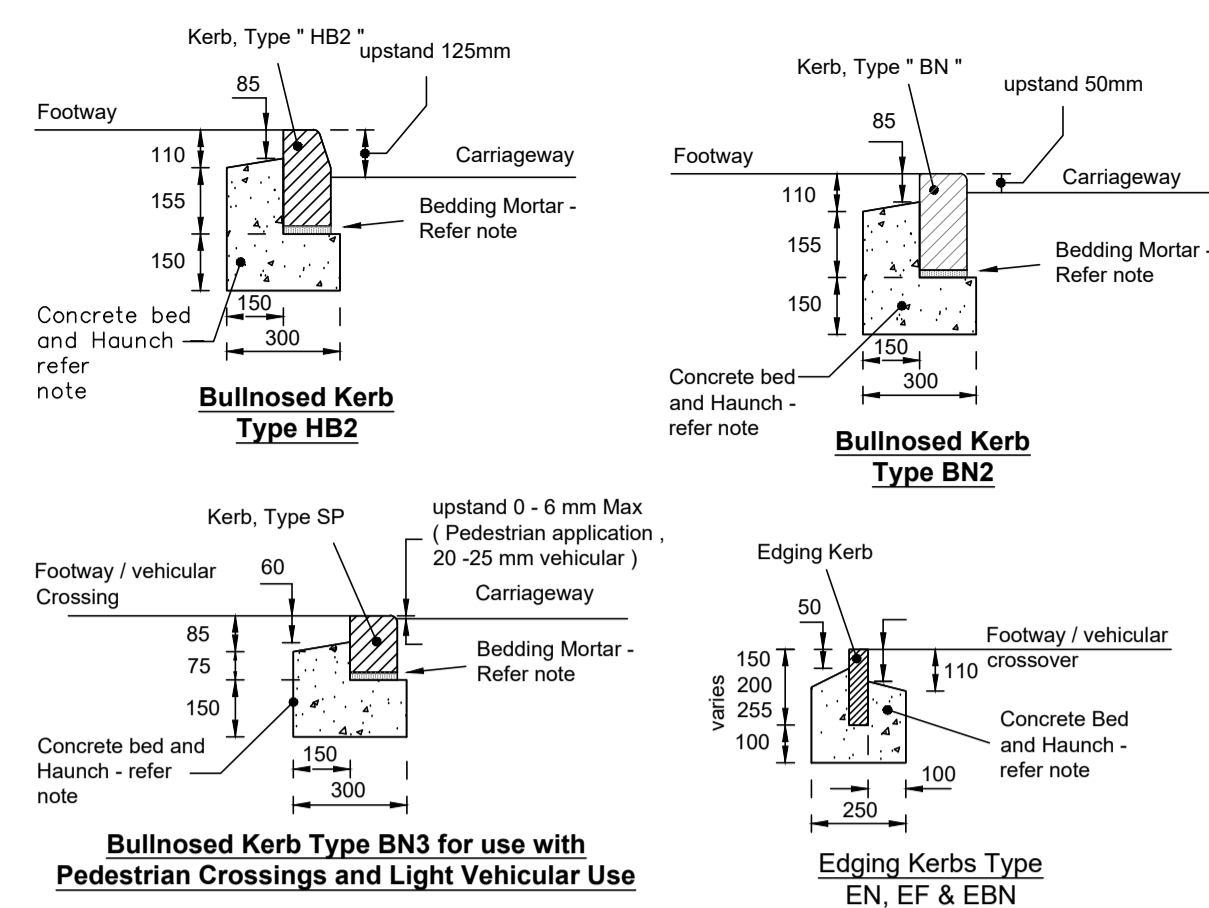 Kerb, Type " HB2 "
upstand 125mm
85
Footway
110
Carriageway
155
Bedding Mortar -
Refer note
150
150
Concrete bed
and Haunch
refer
note
300
Bullnosed Kerb
Type HB2
Kerb, Type " BN "
upstand 50mm
85
Footway
110
Carriageway
155
Bedding Mortar -
Refer note
150
150
Concrete bed
and Haunch -
refer note
300
Bullnosed Kerb
Type BN2
Kerb, Type SP
upstand 0 - 6 mm Max
( Pedestrian application ,
20 -25 mm vehicular )
Footway / vehicular
Crossing
60
Carriageway
85
75
Bedding Mortar -
Refer note
150
Concrete bed and
Haunch - refer
note
150
300
Bullnosed Kerb Type BN3 for use with
Pedestrian Crossings and Light Vehicular Use
Edging Kerb
50
Footway / vehicular
crossover
150
200
255
varies
110
100
Concrete Bed
and Haunch -
refer note
100
250
Edging Kerbs Type
EN, EF & EBN